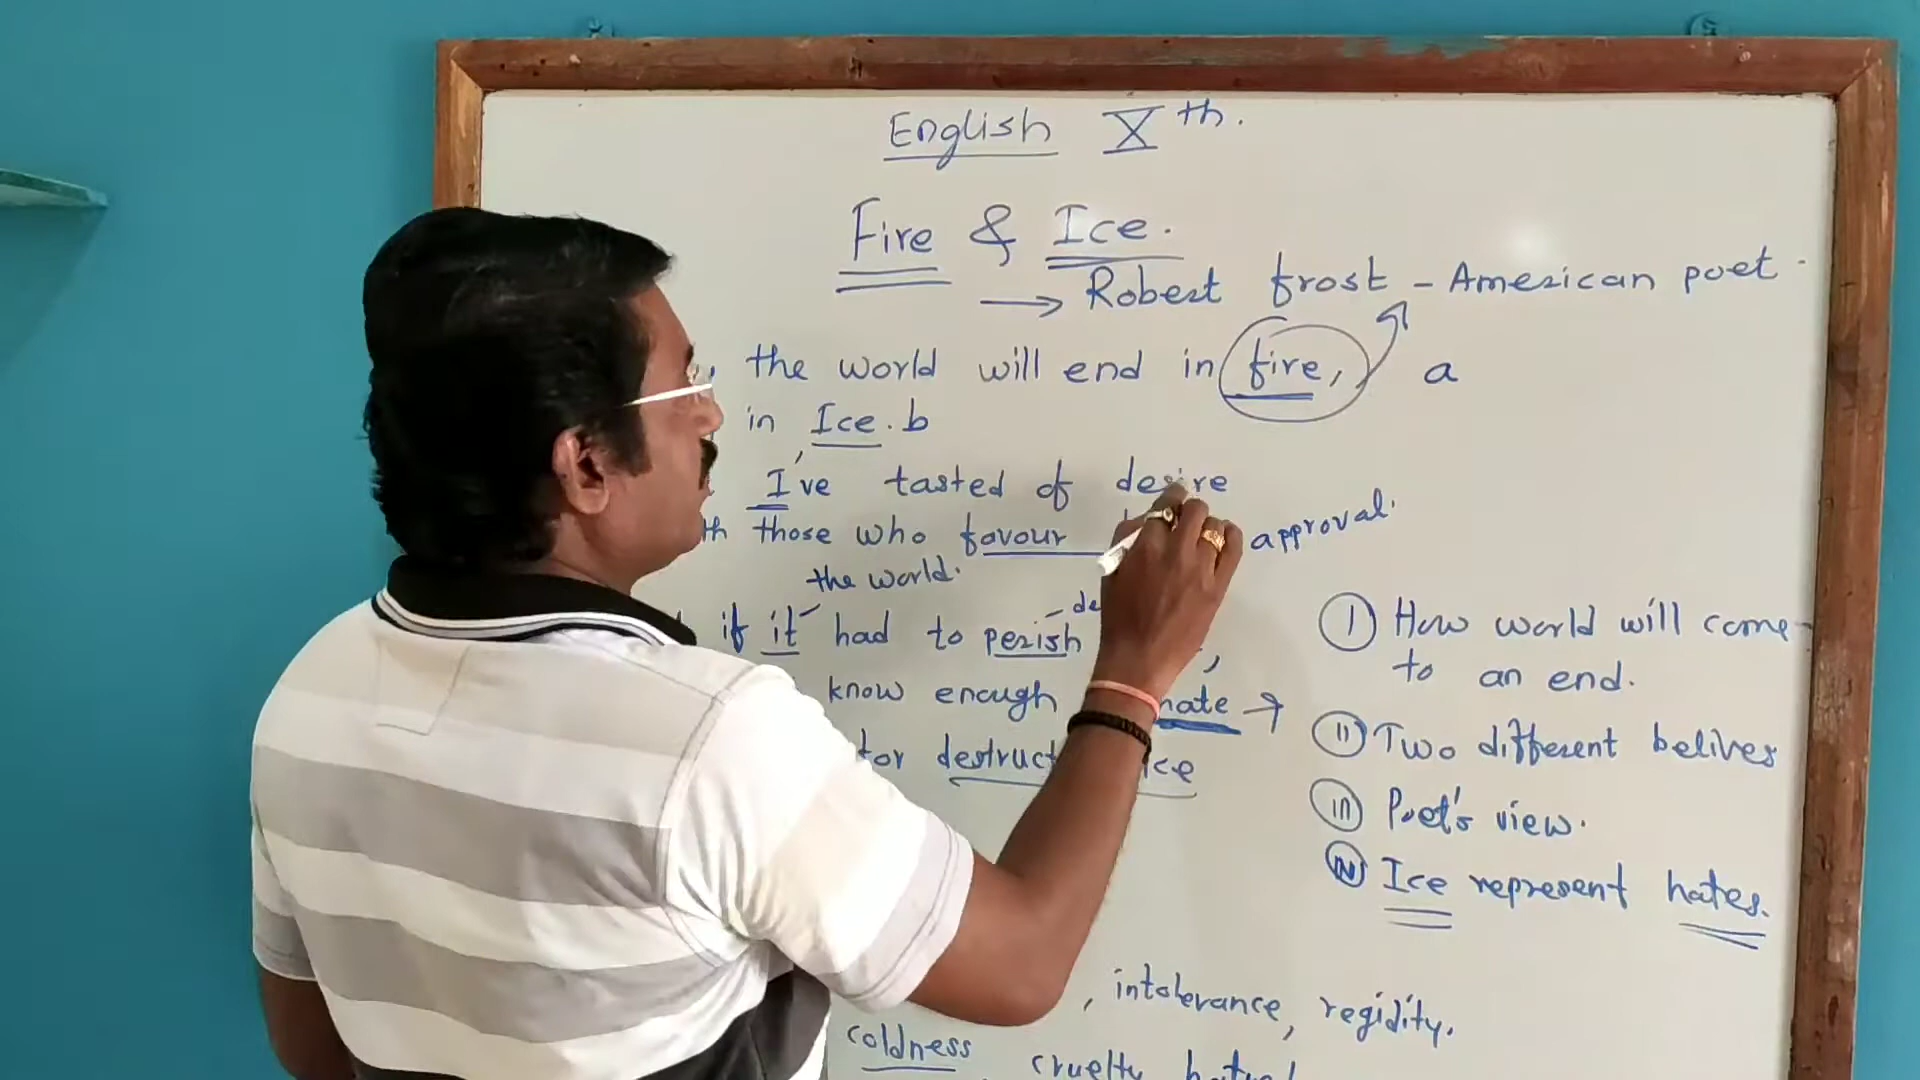 English Xth.
Fire & Ice.
→ Robert frost - American poet.
the world will end in fire, a
in Ice. b
I've tasted of desire
those who favour approval.
the world.
if it had to perish
know enough hate →
destruct ice
① How world will come
to an end.
② Two different belives
③ Poet's view.
④ Ice represent hates.
, intolerance, regidity.
coldness cruelty